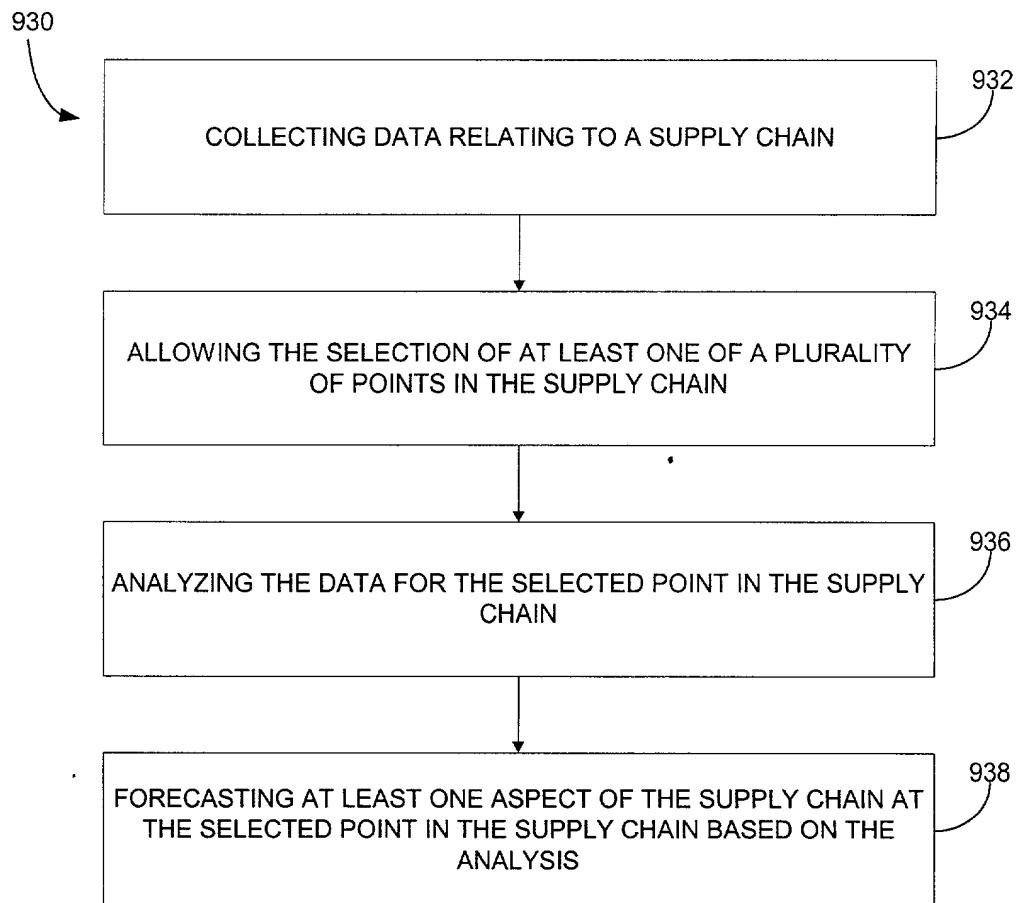 930
932
COLLECTING DATA RELATING TO A SUPPLY CHAIN
934
ALLOWING THE SELECTION OF AT LEAST ONE OF A PLURALITY
OF POINTS IN THE SUPPLY CHAIN
936
ANALYZING THE DATA FOR THE SELECTED POINT IN THE SUPPLY
CHAIN
938
FORECASTING AT LEAST ONE ASPECT OF THE SUPPLY CHAIN AT
THE SELECTED POINT IN THE SUPPLY CHAIN BASED ON THE
ANALYSIS